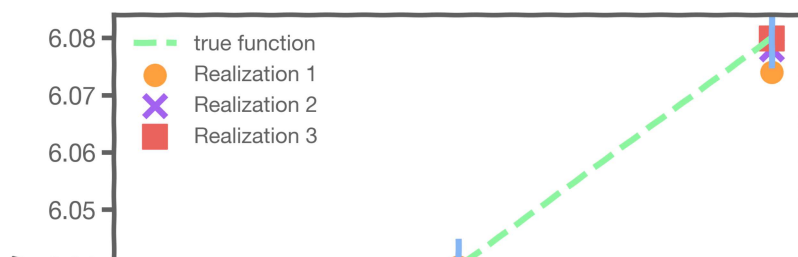 6.08
true function
Realization 1
6.07
Realization 2
Realization 3
6.06
6.05